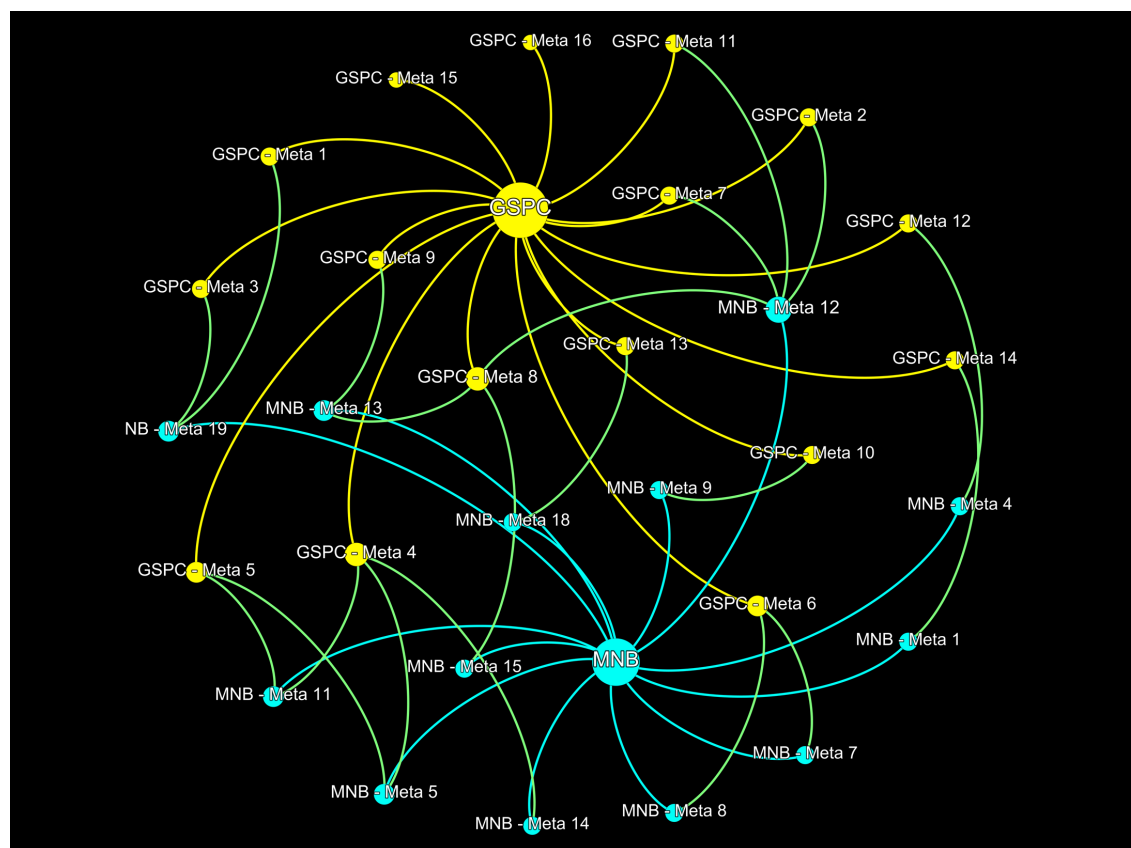 GSPC - Meta 16
GSPC - Meta 11
GSPC - Meta 15
GSPC - Meta 2
GSPC - Meta 1
GSPC - Meta 7
GSPC
GSPC - Meta 12
GSPC - Meta 9
GSPC - Meta 3
MNB - Meta 12
GSPC - Meta 13
GSPC - Meta 14
GSPC - Meta 8
MNB - Meta 13
NB - Meta 19
GSPC - Meta 10
MNB - Meta 9
MNB - Meta 4
MNB - Meta 18
GSPC - Meta 4
GSPC - Meta 5
GSPC - Meta 6
MNB - Meta 1
MNB
MNB - Meta 15
MNB - Meta 11
MNB - Meta 7
MNB - Meta 5
MNB - Meta 8
MNB - Meta 14